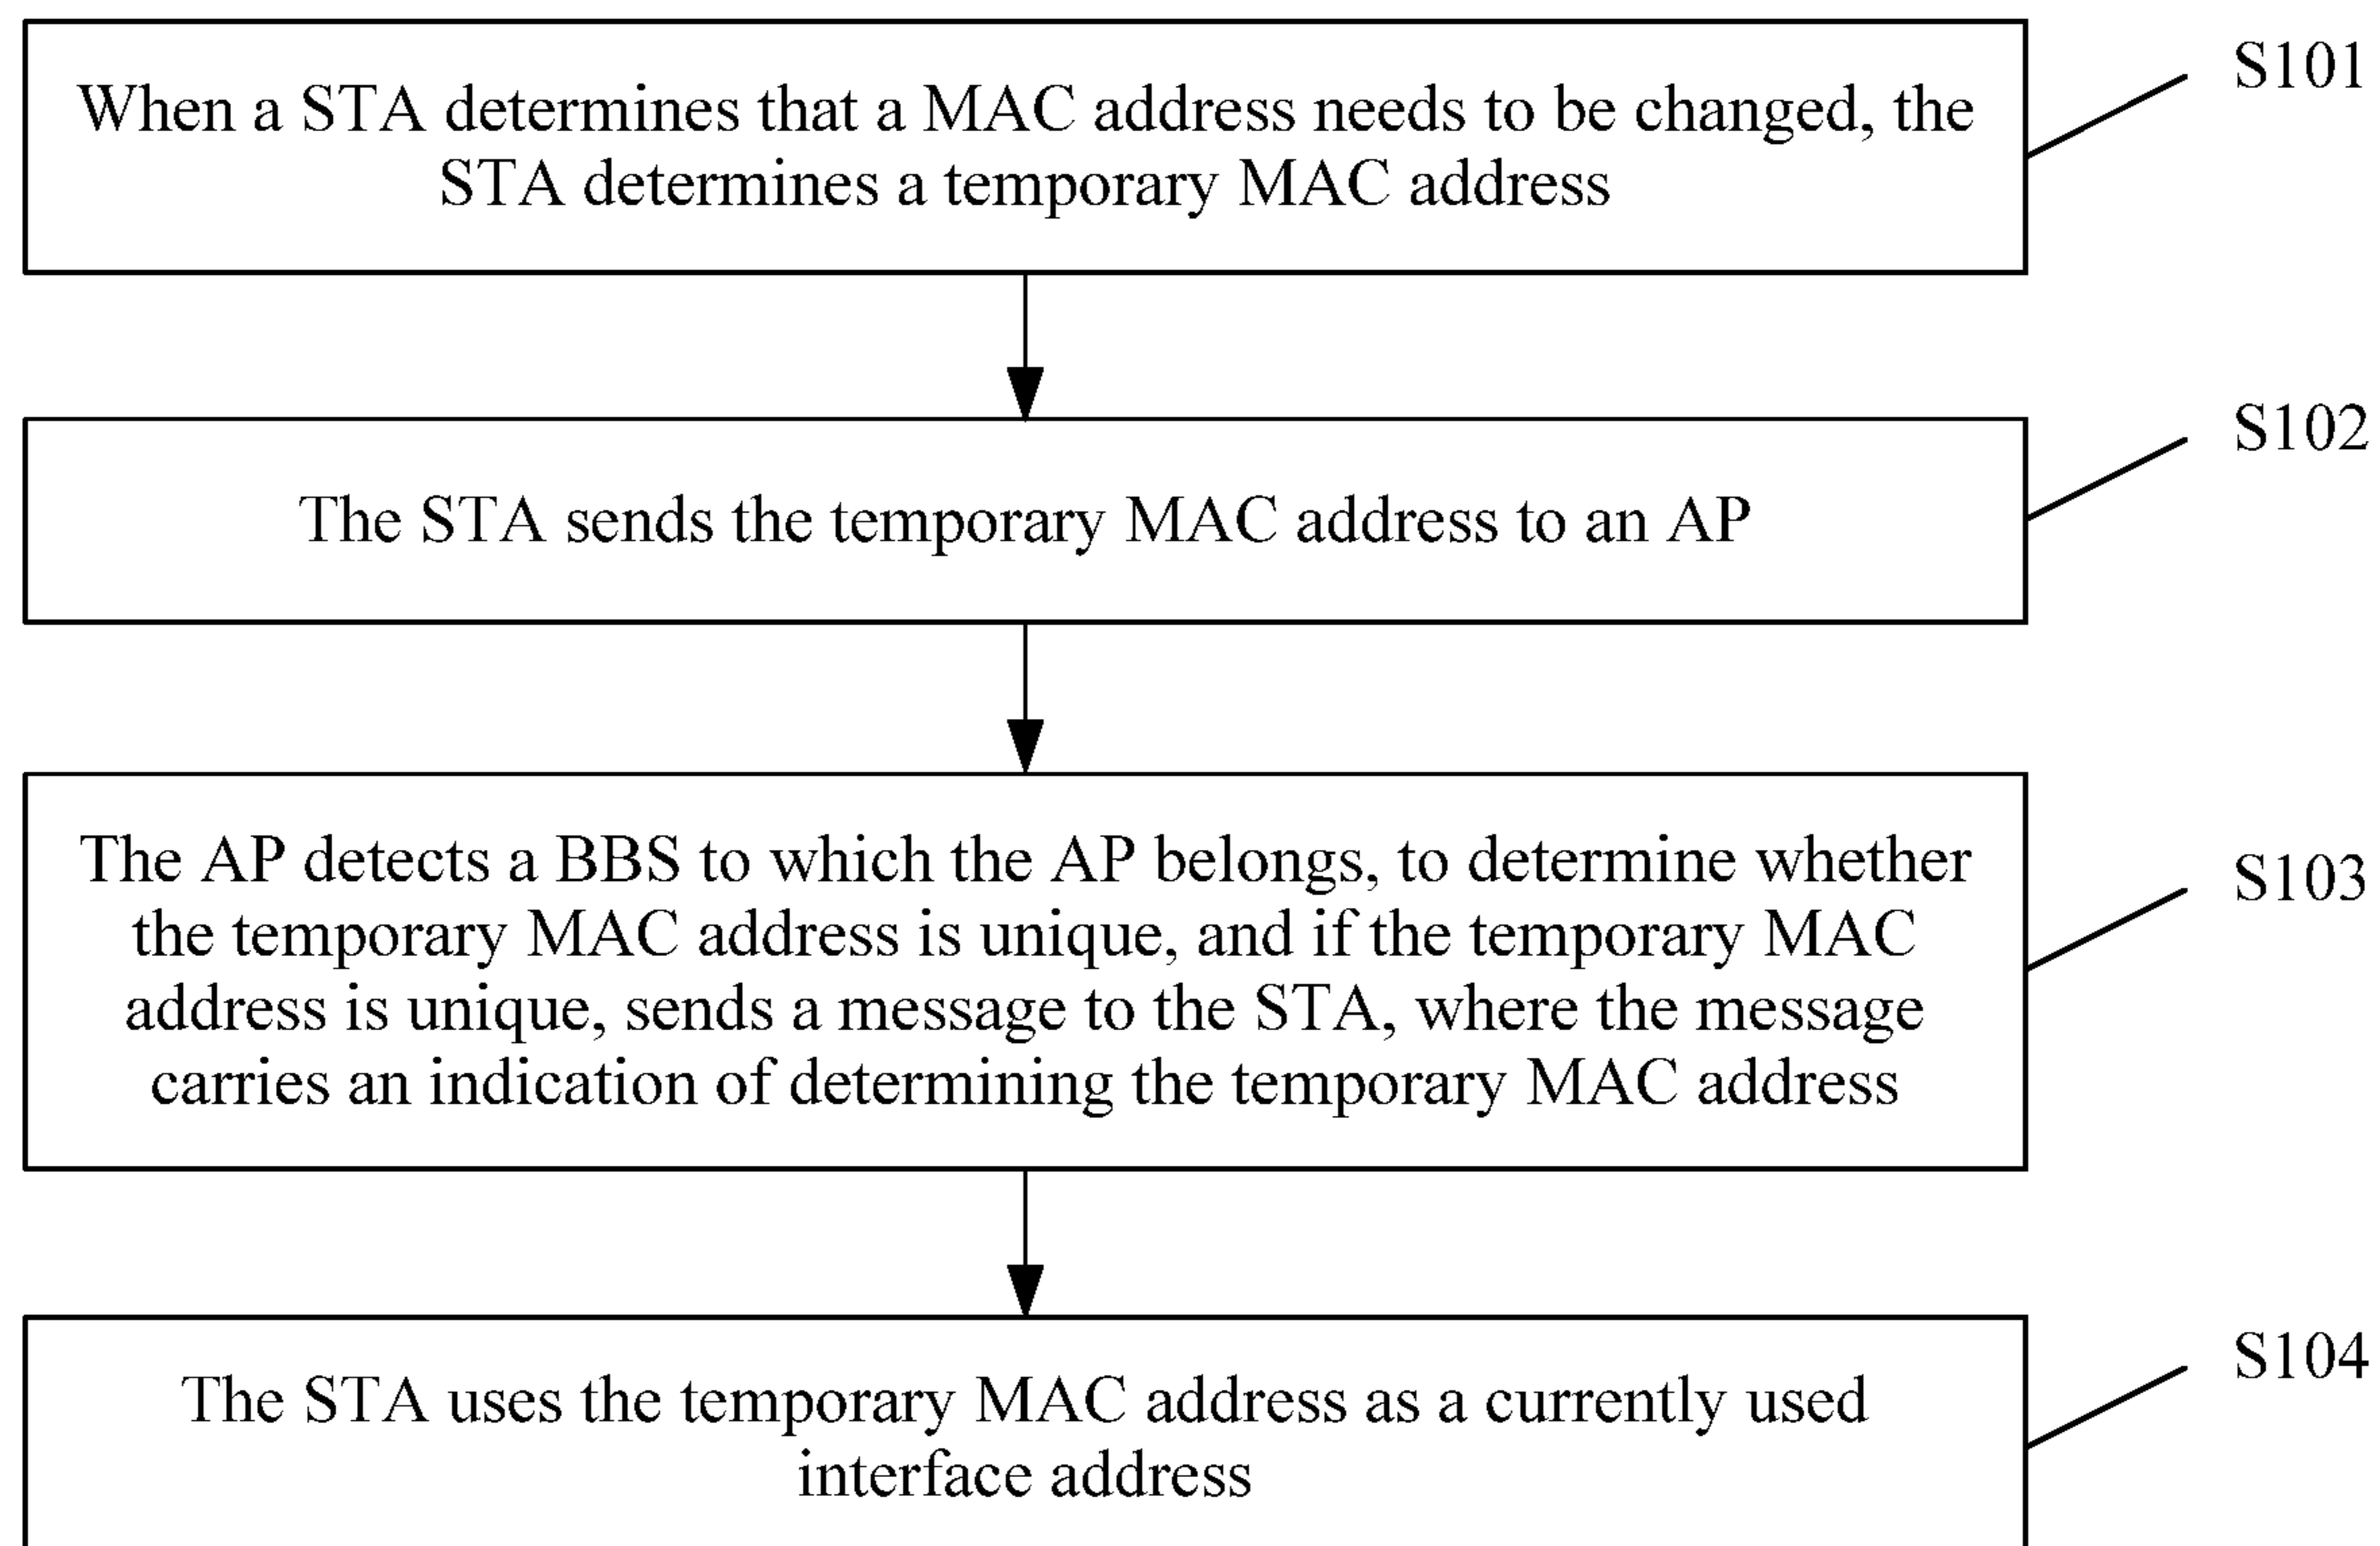 When a STA determines that a MAC address needs to be changed, the
STA determines a temporary MAC address
S101
The STA sends the temporary MAC address to an AP
S102
The AP detects a BBS to which the AP belongs, to determine whether
the temporary MAC address is unique, and if the temporary MAC
address is unique, sends a message to the STA, where the message
carries an indication of determining the temporary MAC address
S103
The STA uses the temporary MAC address as a currently used
interface address
S104